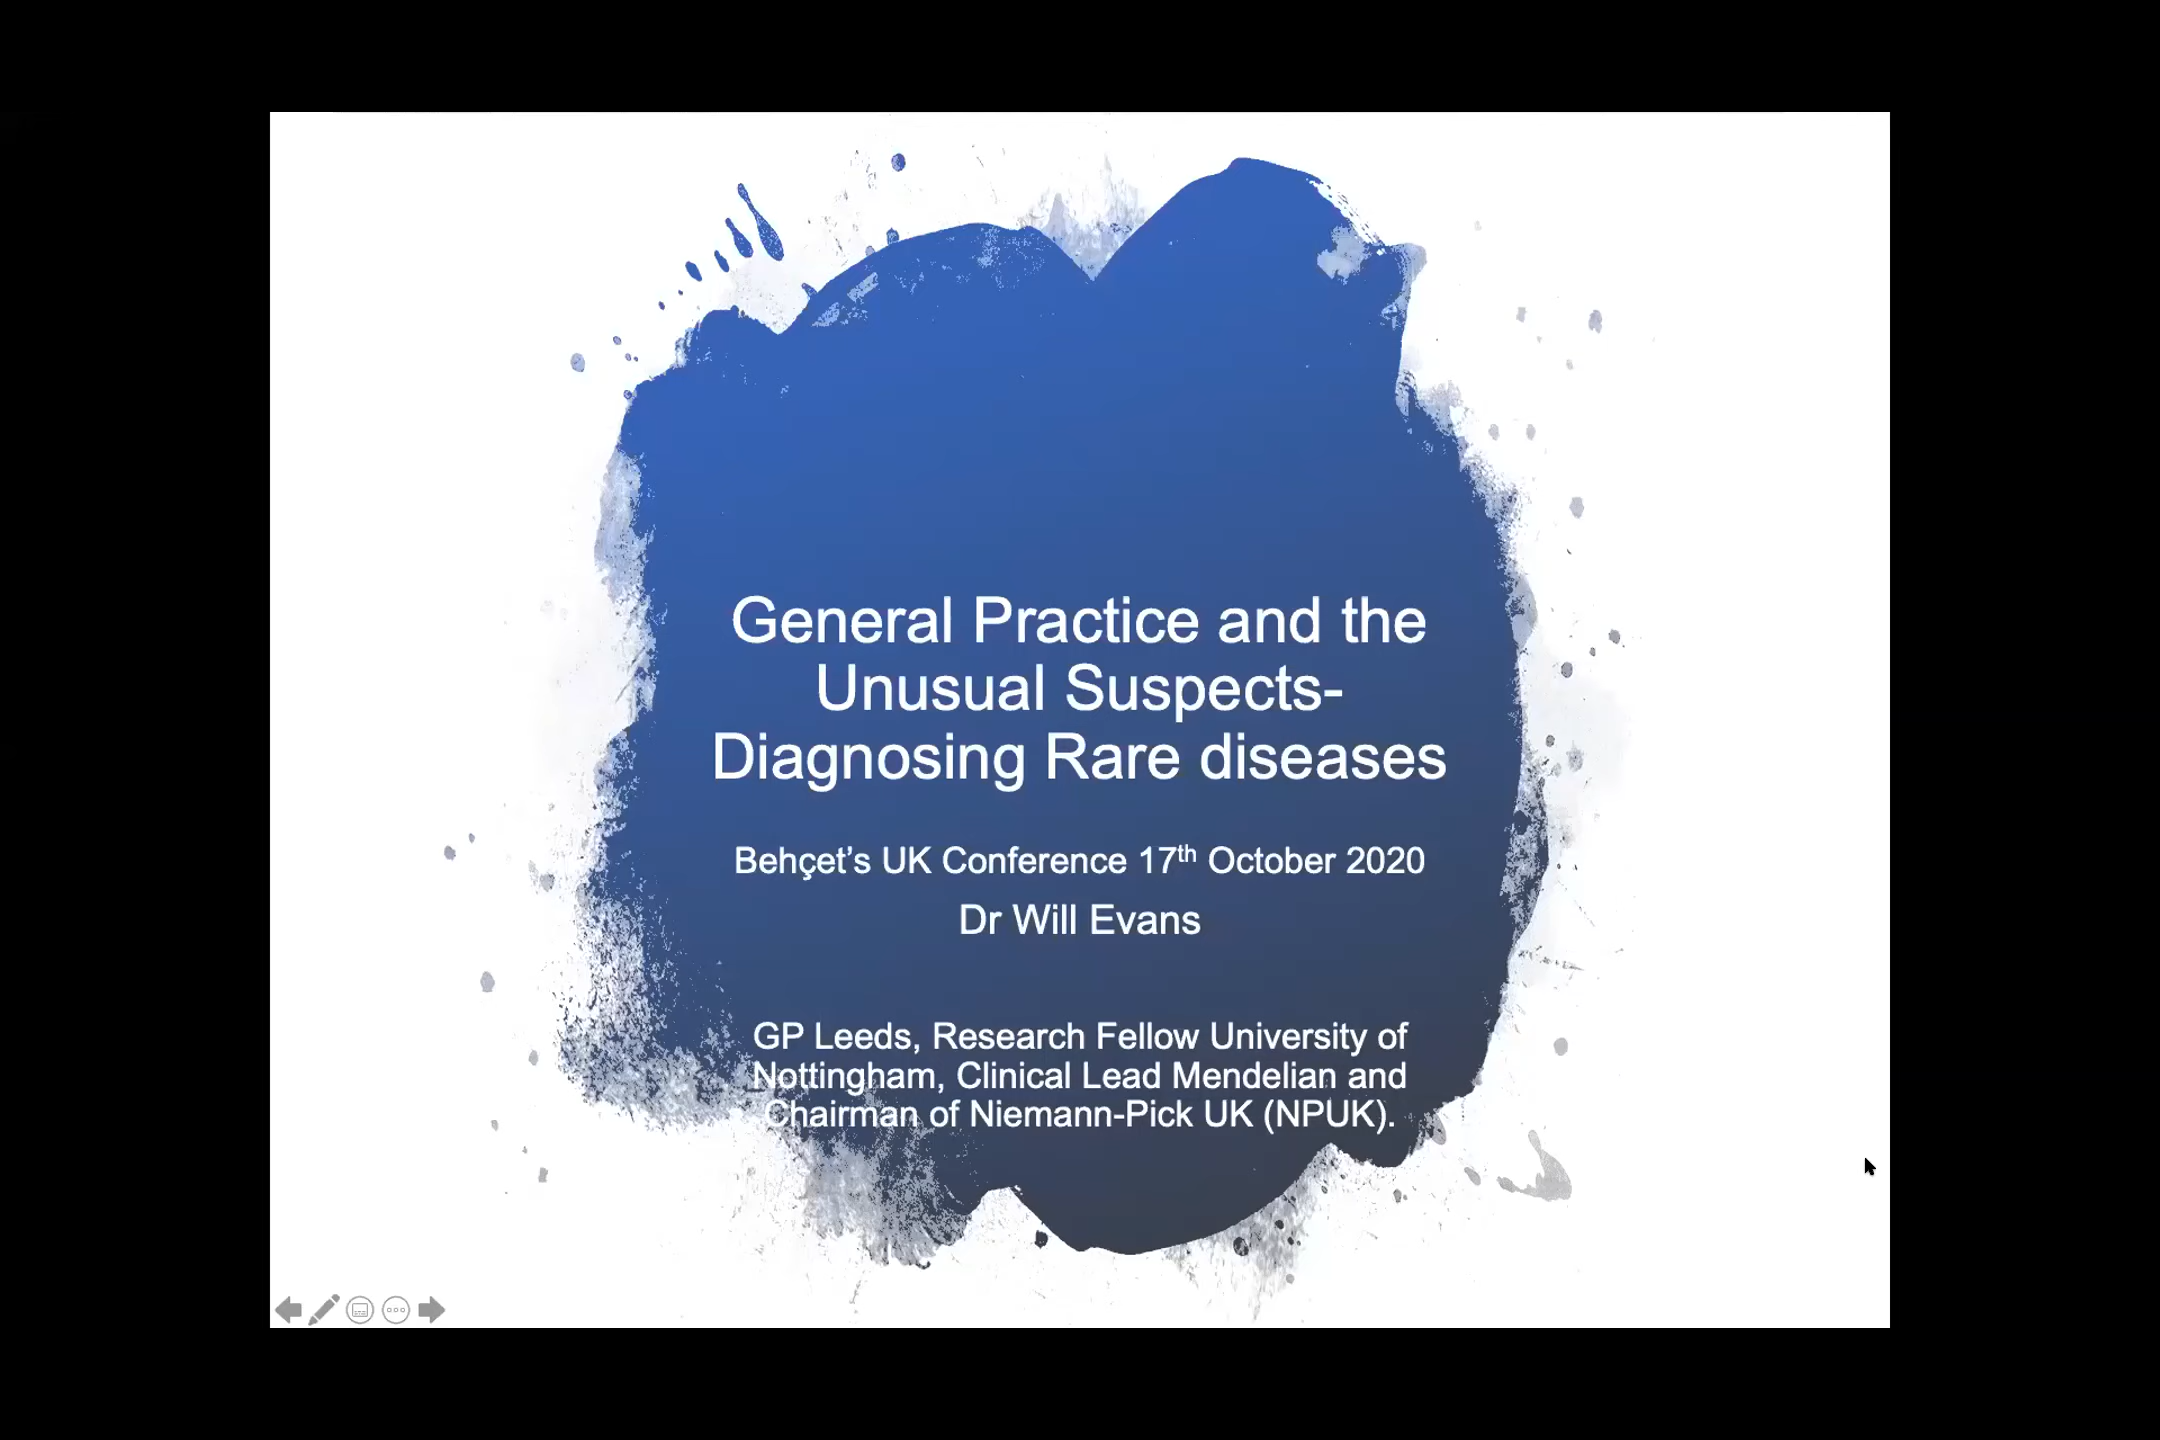 General Practice and the
Unusual Suspects-
Diagnosing Rare diseases
Behçet’s UK Conference 17th October 2020
Dr Will Evans
GP Leeds, Research Fellow University of
Nottingham, Clinical Lead Mendelian and
Chairman of Niemann-Pick UK (NPUK).